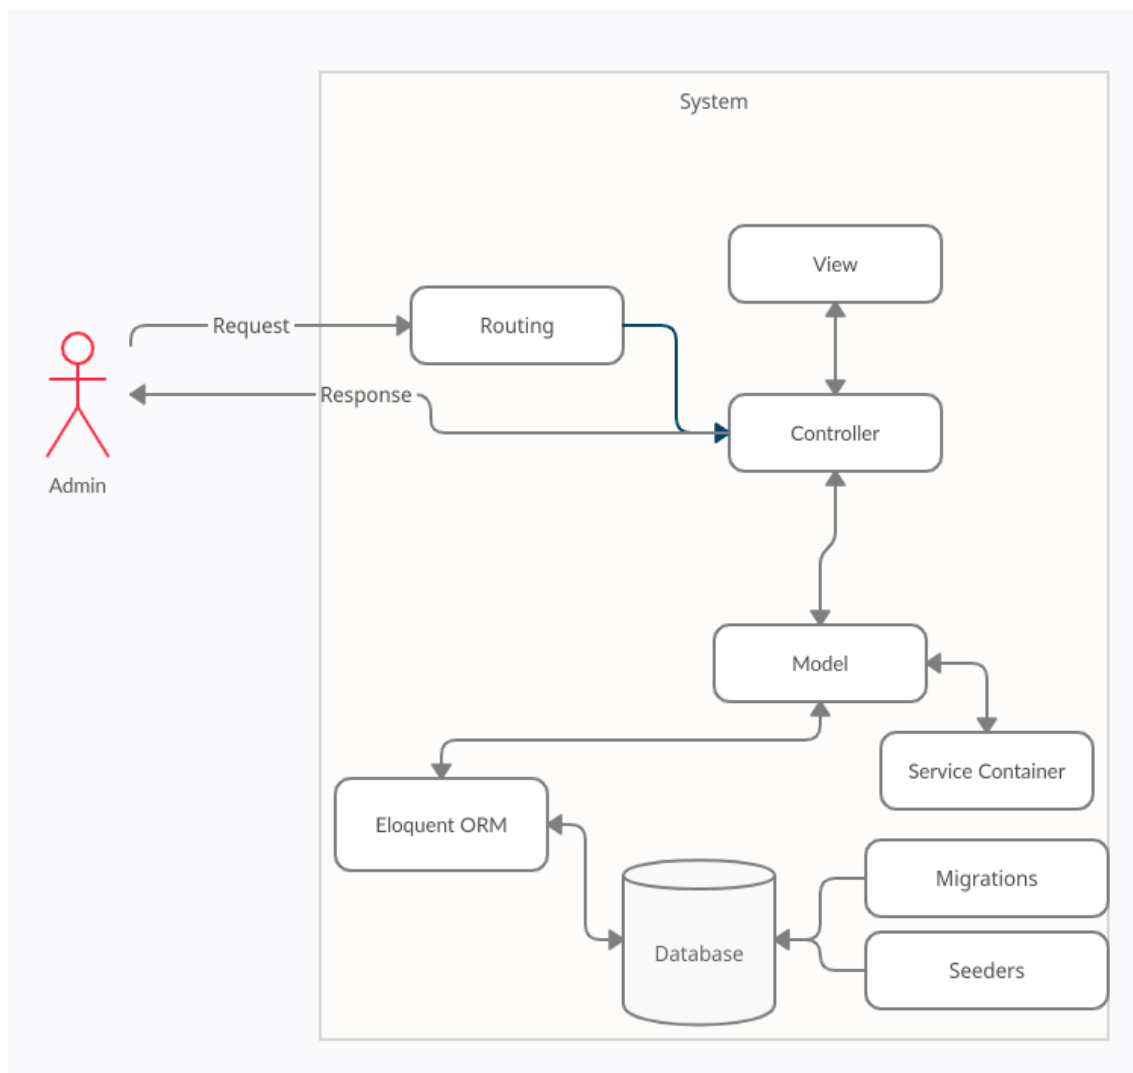 System
View
Request
Routing
Response
Controller
Admin
Model
Service Container
Eloquent ORM
Migrations
Database
Seeders